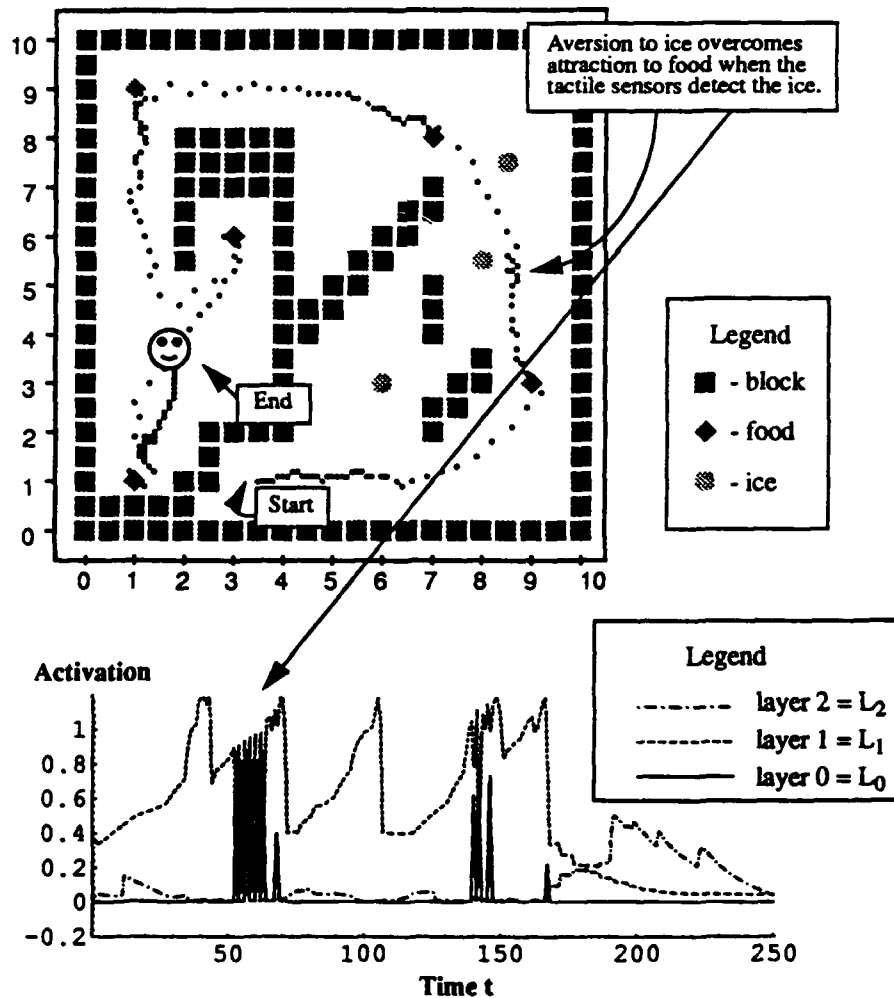 10
9
8
7
6
5
4
3
2
1
0
Aversion to ice overcomes
attraction to food when the
tactile sensors detect the ice.
End
Start
Legend
- block
- food
- ice
0 1 2 3 4 5 6 7 8 9 10
Activation
1
0.8
0.6
0.4
0.2
0
-0.2
50 100 150 200 250
Time t
Legend
layer 2 = L2
layer 1 = L1
layer 0 = L0